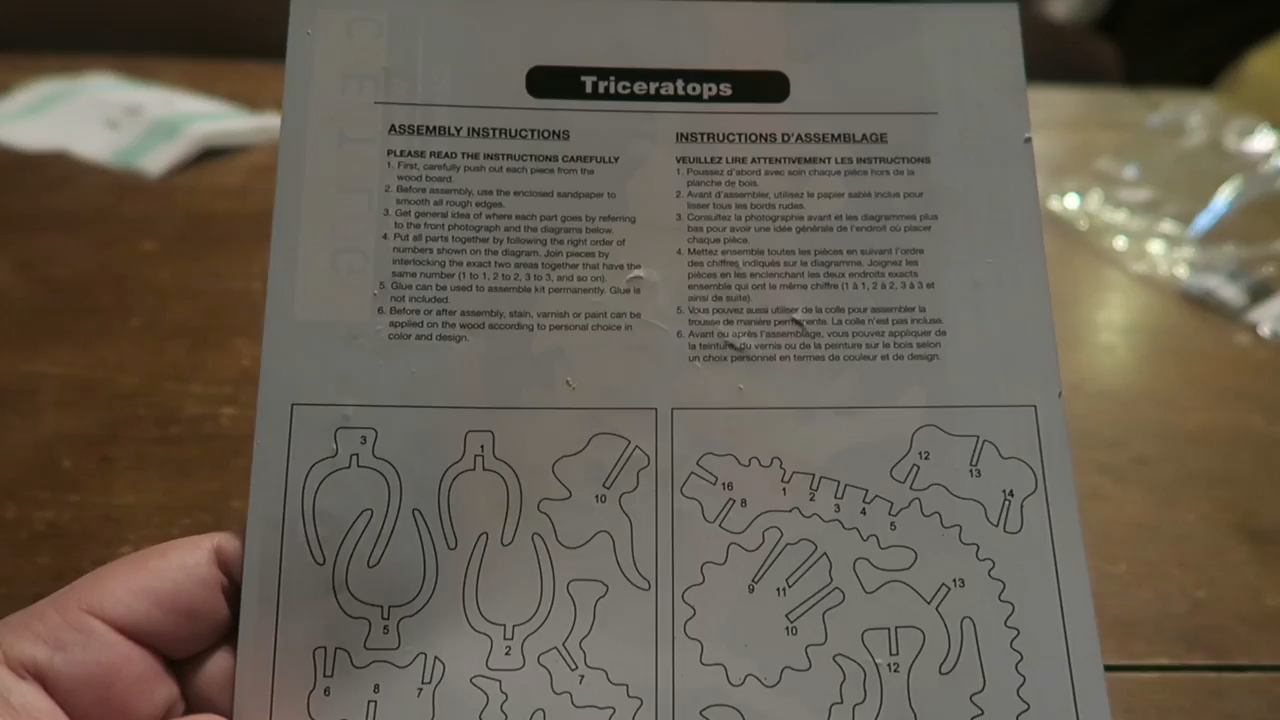 Triceratops
ASSEMBLY INSTRUCTIONS
PLEASE READ THE INSTRUCTIONS CAREFULLY
1. First, carefully push out each piece from the
wood board.
2. Before assembly, use the enclosed sandpaper to
smooth all rough edges.
3. Get general idea of where each part goes by referring
to the front photograph and the diagrams below.
4. Put all parts together by following the right order of
numbers shown on the diagram. Join pieces by
interlocking the exact two areas together that have the
same number (1 to 1, 2 to 2, 3 to 3, and so on).
5. Glue can be used to assemble kit permanently. Glue is
not included.
6. Before or after assembly, stain, varnish or paint can be
applied on the wood according to personal choice in
color and design.
INSTRUCTIONS D'ASSEMBLAGE
VEUILLEZ LIRE ATTENTIVEMENT LES INSTRUCTIONS
1. Poussez d'abord avec soin chaque pièce hors de la
planche de bois.
2. Avant d'assembler, utilisez le papier sablé inclus pour
lisser tous les bords rudes.
3. Consultez la photographie avant et les diagrammes plus
bas pour avoir une idée générale de l'endroit où placer
chaque pièce.
4. Mettez ensemble toutes les pièces en suivant l'ordre
des chiffres indiqués sur le diagramme. Joignez les
pièces en les enclenchant les deux endroits exacts
ensemble qui ont le même chiffre (1 à 1, 2 à 2, 3 à 3 et
ainsi de suite).
5. Vous pouvez aussi utiliser de la colle pour assembler la
trousse de manière permanente. La colle n'est pas incluse.
6. Avant ou après l'assemblage, vous pouvez appliquer de
la teinture, du vernis ou de la peinture sur le bois selon
un choix personnel en termes de couleur et de design.
3
1
10
5
2
6
8
7
7
16
8
1
2
3
4
5
12
13
14
9
11
10
13
12